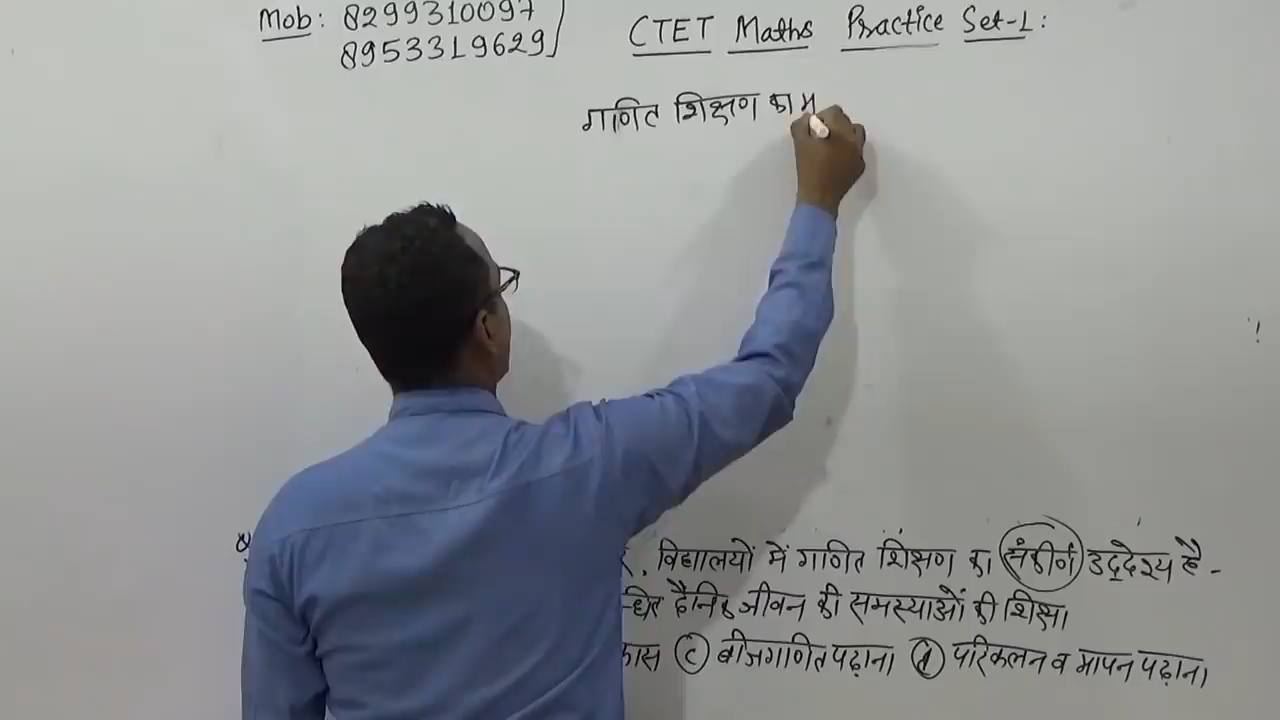 Mob: 8299310097
8953319629
CTET Maths Practice Set-1:
गणित शिक्षण का म
विद्यालयों में गणित शिक्षण का संकीर्ण उद्देश्य है -
दैनिक जीवन की समस्याओं की शिक्षा
(c) बीजगणित पढ़ाना (d) परिकलन व मापन पढ़ाना